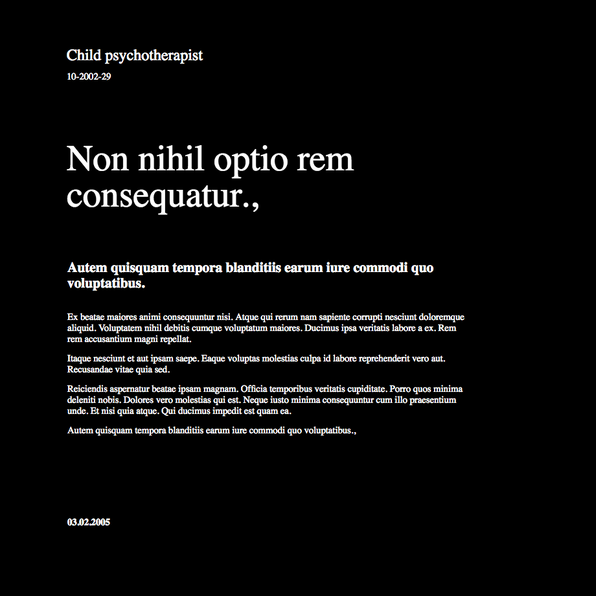 Child psychotherapist
10-2002-29
Non nihil optio rem
consequatur.,
Autem quisquam tempora blanditiis earum iure commodi quo
voluptatibus.
Ex beatae maiores animi consequuntur nisi. Atque qui rerum nam sapiente corrupti nesciunt doloremque
aliquid. Voluptatem nihil debitis cumque voluptatum maiores. Ducimus ipsa veritatis labore a ex. Rem
rem accusantium magni repellat.
Itaque nesciunt et aut ipsam saepe. Eaque voluptas molestias culpa id labore reprehenderit vero aut.
Recusandae vitae quia sed.
Reiciendis aspernatur beatae ipsam magnam. Officia temporibus veritatis cupiditate. Porro quos minima
deleniti nobis. Dolores vero molestias qui est. Neque iusto minima consequuntur cum illo praesentium
unde. Et nisi quia atque. Qui ducimus impedit est quam ea.
Autem quisquam tempora blanditiis earum iure commodi quo voluptatibus.,
03.02.2005